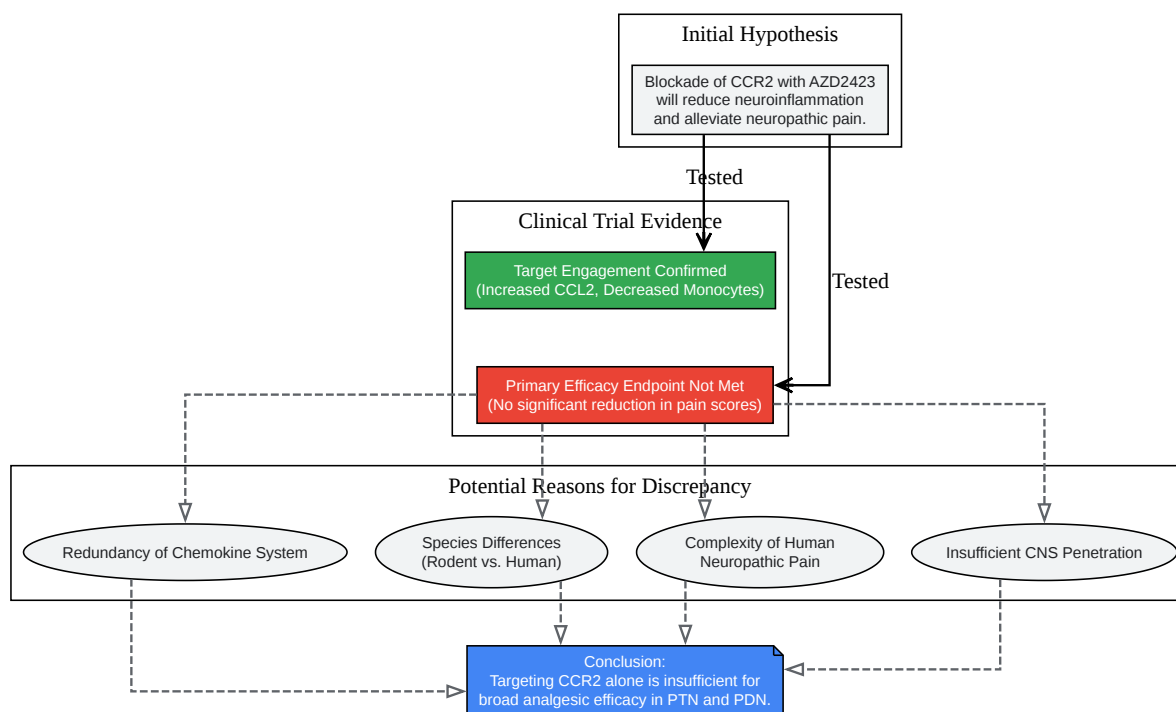 Initial Hypothesis
Blockade of CCR2 with AZD2423
will reduce neuroinflammation
and alleviate neuropathic pain.
Tested
Clinical Trial Evidence
Target Engagement Confirmed
(Increased CCL2, Decreased Monocytes)
Tested
Primary Efficacy Endpoint Not Met
(No significant reduction in pain scores)
Potential Reasons for Discrepancy
Redundancy of Chemokine System
Species Differences
(Rodent vs. Human)
Complexity of Human
Neuropathic Pain
Insufficient CNS Penetration
Conclusion:
Targeting CCR2 alone is insufficient for
broad analgesic efficacy in PTN and PDN.